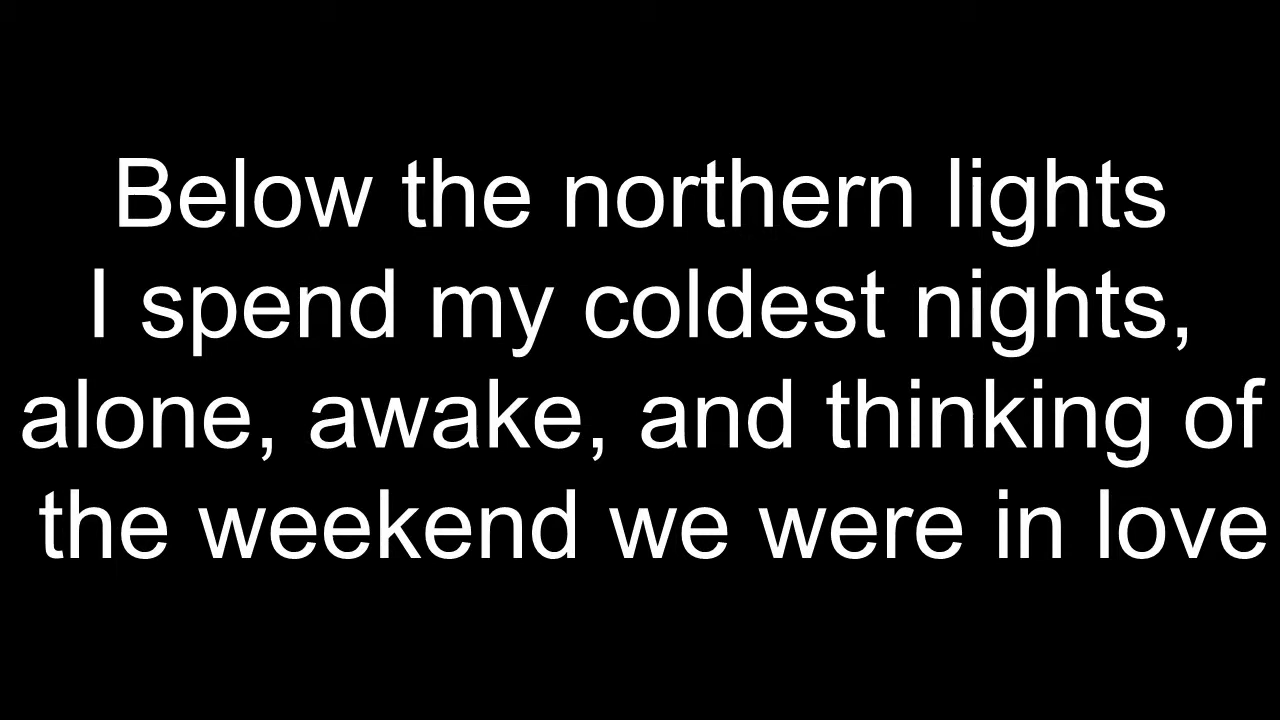 Below the northern lights
I spend my coldest nights,
alone, awake, and thinking of
the weekend we were in love